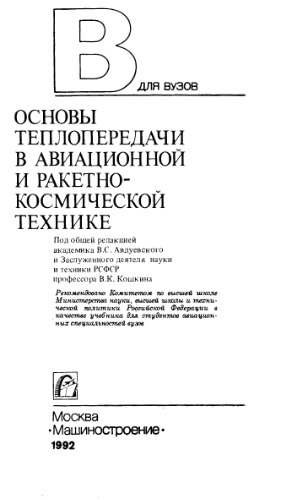 В
ДЛЯ ВУЗОВ
ОСНОВЫ
ТЕПЛОПЕРЕДАЧИ
В АВИАЦИОННОЙ
И РАКЕТНО-
КОСМИЧЕСКОЙ
ТЕХНИКЕ
Под общей редакцией
академика В.С. Авдуевского
и Заслуженного деятеля науки
и техники РСФСР
профессора В.К. Кошкина
Рекомендовано Комитетом по высшей школе
Министерства науки, высшей школы и техни-
ческой политики Российской Федерации в
качестве учебника для студентов авиацион-
ных специальностей вузов
Москва
·Машиностроение·
1992